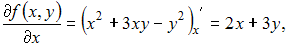 ∂f(x, y)/∂x = (x² + 3xy − y²)′ₓ = 2x + 3y,